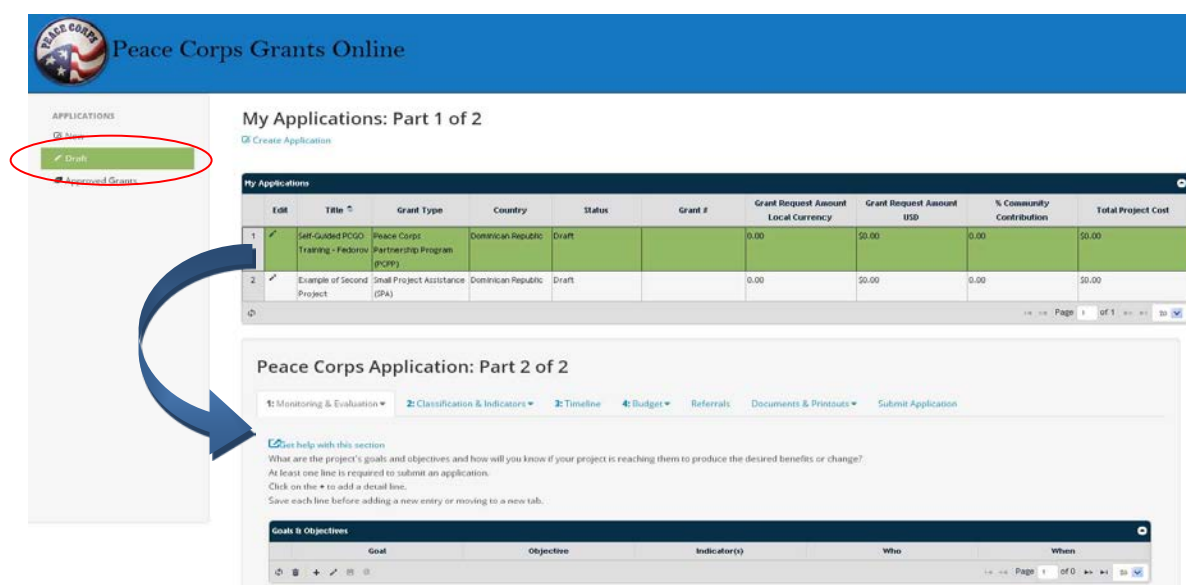 PEACE CORPS
Peace Corps Grants Online
APPLICATIONS
New
Draft
Approved Grants
My Applications: Part 1 of 2
Create Application
My Applications
Edit Title Grant Type Country Status Grant # Grant Request Amount Local Currency Grant Request Amount USD % Community Contribution Total Project Cost
1 Self-Guided PCGO Training - Fedorov Peace Corps Partnership Program (PCPP) Dominican Republic Draft 0.00 $0.00 0.00 $0.00
2 Example of Second Project Small Project Assistance (SPA) Dominican Republic Draft 0.00 $0.00 0.00 $0.00
Page 1 of 1 20
Peace Corps Application: Part 2 of 2
1: Monitoring & Evaluation 2: Classification & Indicators 3: Timeline 4: Budget Referrals Documents & Printouts Submit Application
Get help with this section
What are the project's goals and objectives and how will you know if your project is reaching them to produce the desired benefits or change?
At least one line is required to submit an application.
Click on the + to add a detail line.
Save each line before adding a new entry or moving to a new tab.
Goals & Objectives
Goal Objective Indicator(s) Who When
Page 1 of 0